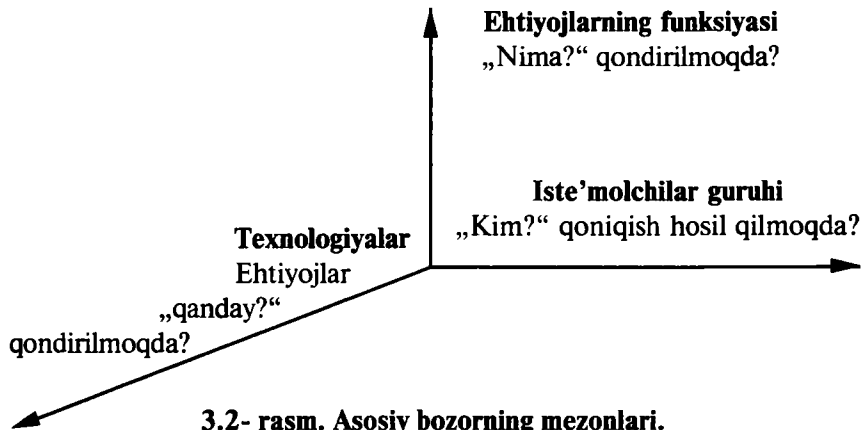 Ehtiyojlarning funksiyasi
„Nima?“ qondirilmoqda?
Iste’molchilar guruhi
„Kim?“ qoniqish hosil qilmoqda?
Texnologiyalar
Ehtiyojlar
„qanday?“
qondirilmoqda?
3.2- rasm. Asosiy bozorning mezonlari.